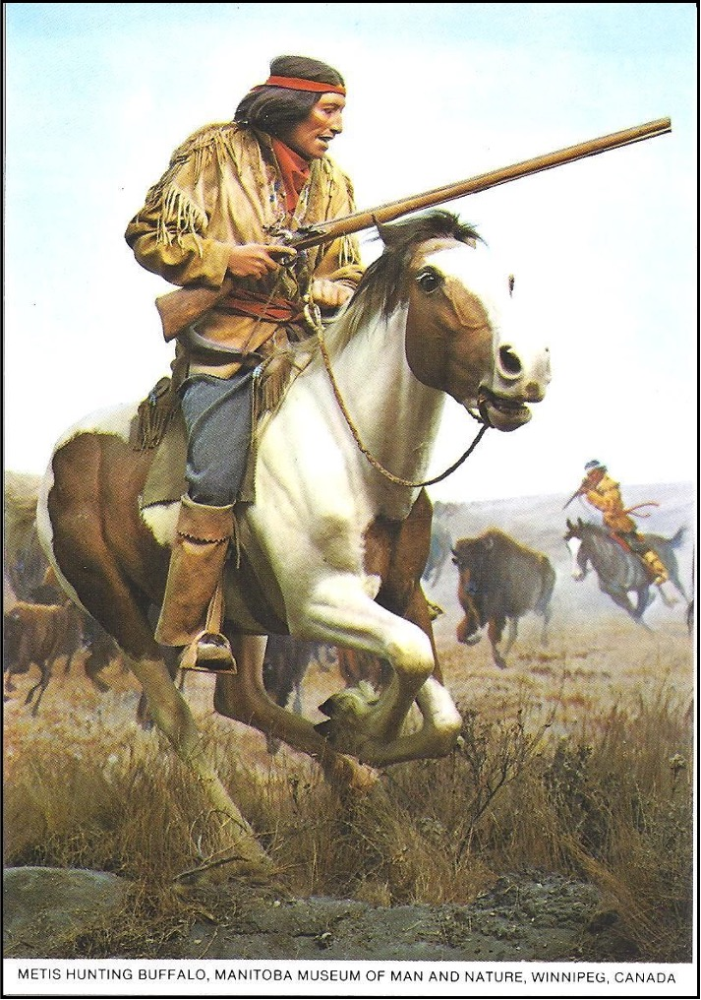 METIS HUNTING BUFFALO, MANITOBA MUSEUM OF MAN AND NATURE, WINNIPEG, CANADA